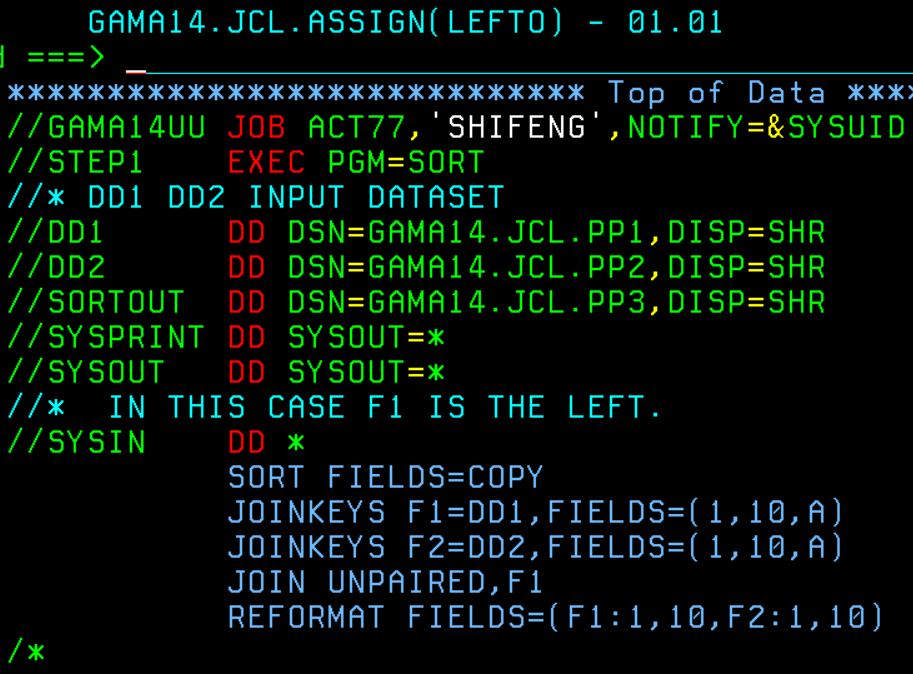 GAMA14.JCL.ASSIGN(LEFTO) - 01.01
===>
***************************** Top of Data ****
//GAMA14UU JOB ACT77,'SHIFENG',NOTIFY=&SYSUID
//STEP1    EXEC PGM=SORT
//* DD1 DD2 INPUT DATASET
//DD1      DD DSN=GAMA14.JCL.PP1,DISP=SHR
//DD2      DD DSN=GAMA14.JCL.PP2,DISP=SHR
//SORTOUT  DD DSN=GAMA14.JCL.PP3,DISP=SHR
//SYSPRINT DD SYSOUT=*
//SYSOUT   DD SYSOUT=*
//*  IN THIS CASE F1 IS THE LEFT.
//SYSIN    DD *
           SORT FIELDS=COPY
           JOINKEYS F1=DD1,FIELDS=(1,10,A)
           JOINKEYS F2=DD2,FIELDS=(1,10,A)
           JOIN UNPAIRED,F1
           REFORMAT FIELDS=(F1:1,10,F2:1,10)
/*